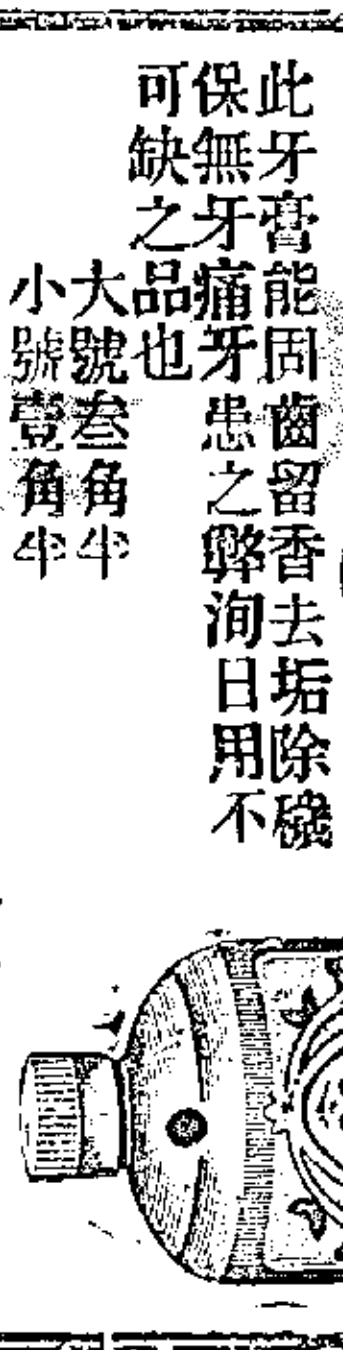 此牙膏能固齒留香去垢除穢
保無牙痛牙患之弊洵日用不
可缺之品也
大號叁角半
小號壹角半